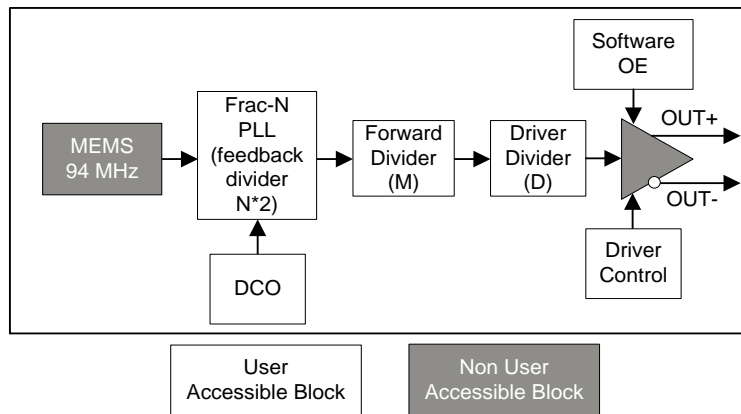 Software
OE
Frac-N
PLL
(feedback
divider
N*2)
MEMS
94 MHz
Forward
Divider
(M)
Driver
Divider
(D)
OUT+
OUT-
DCO
Driver
Control
User
Accessible Block
Non User
Accessible Block